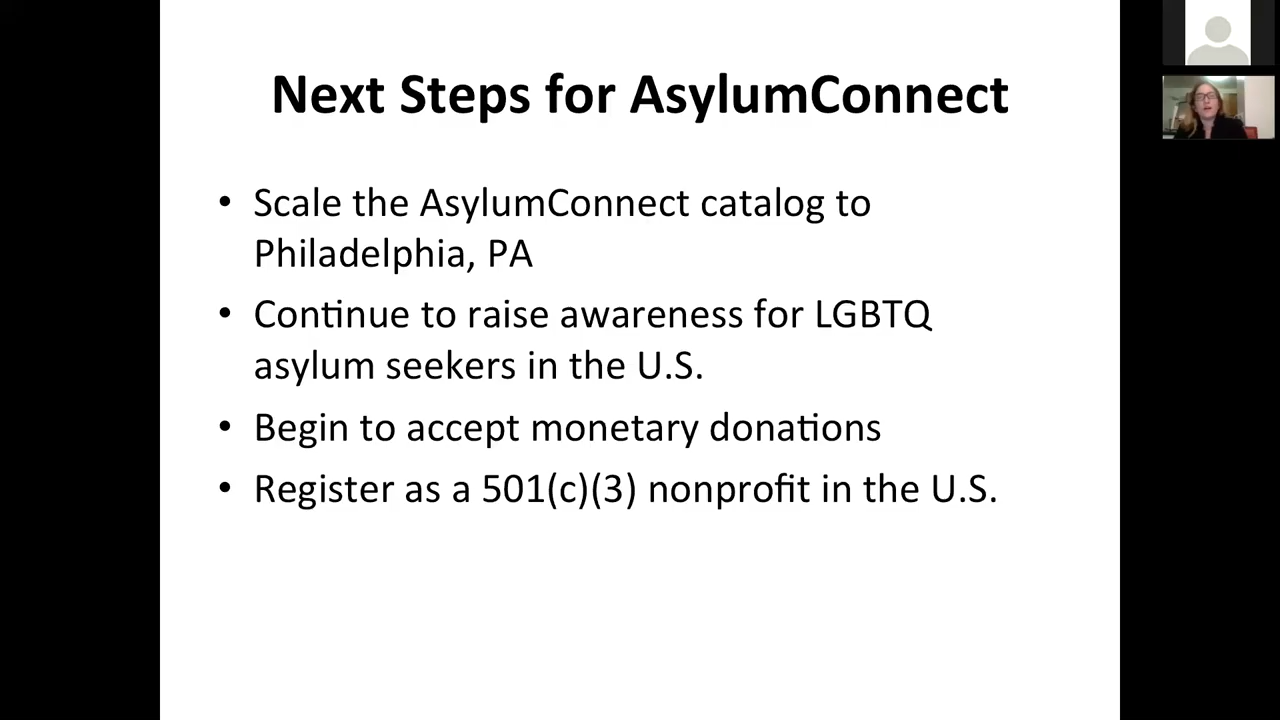 Next Steps for AsylumConnect
• Scale the AsylumConnect catalog to
Philadelphia, PA
• Continue to raise awareness for LGBTQ
asylum seekers in the U.S.
• Begin to accept monetary donations
• Register as a 501(c)(3) nonprofit in the U.S.